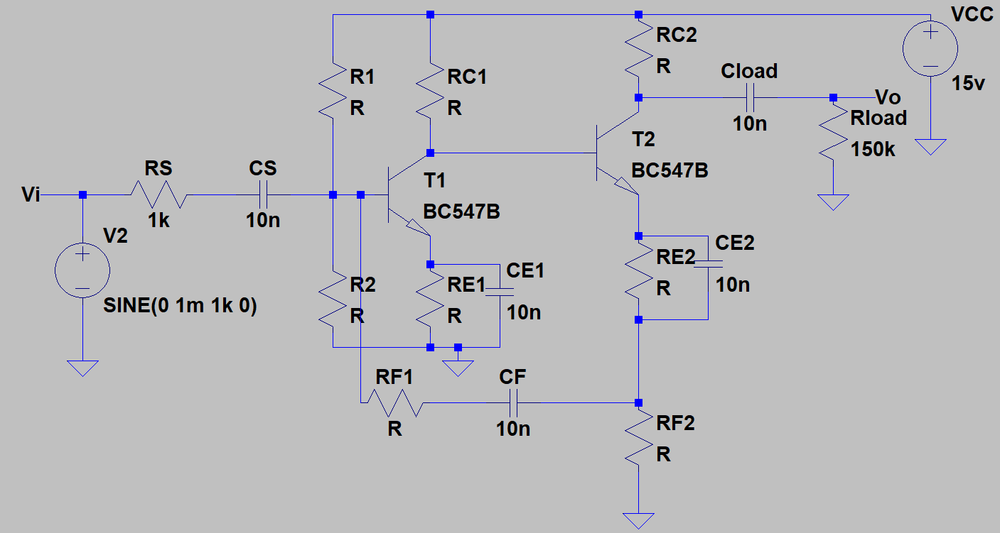 VCC
15v
RC2
R
R1
R
RC1
R
Cload
10n
Vo
Rload
150k
T2
BC547B
RS
1k
CS
10n
Vi
T1
BC547B
V2
SINE(0 1m 1k 0)
R2
R
RE1
R
CE1
10n
RE2
R
CE2
10n
RF1
R
CF
10n
RF2
R